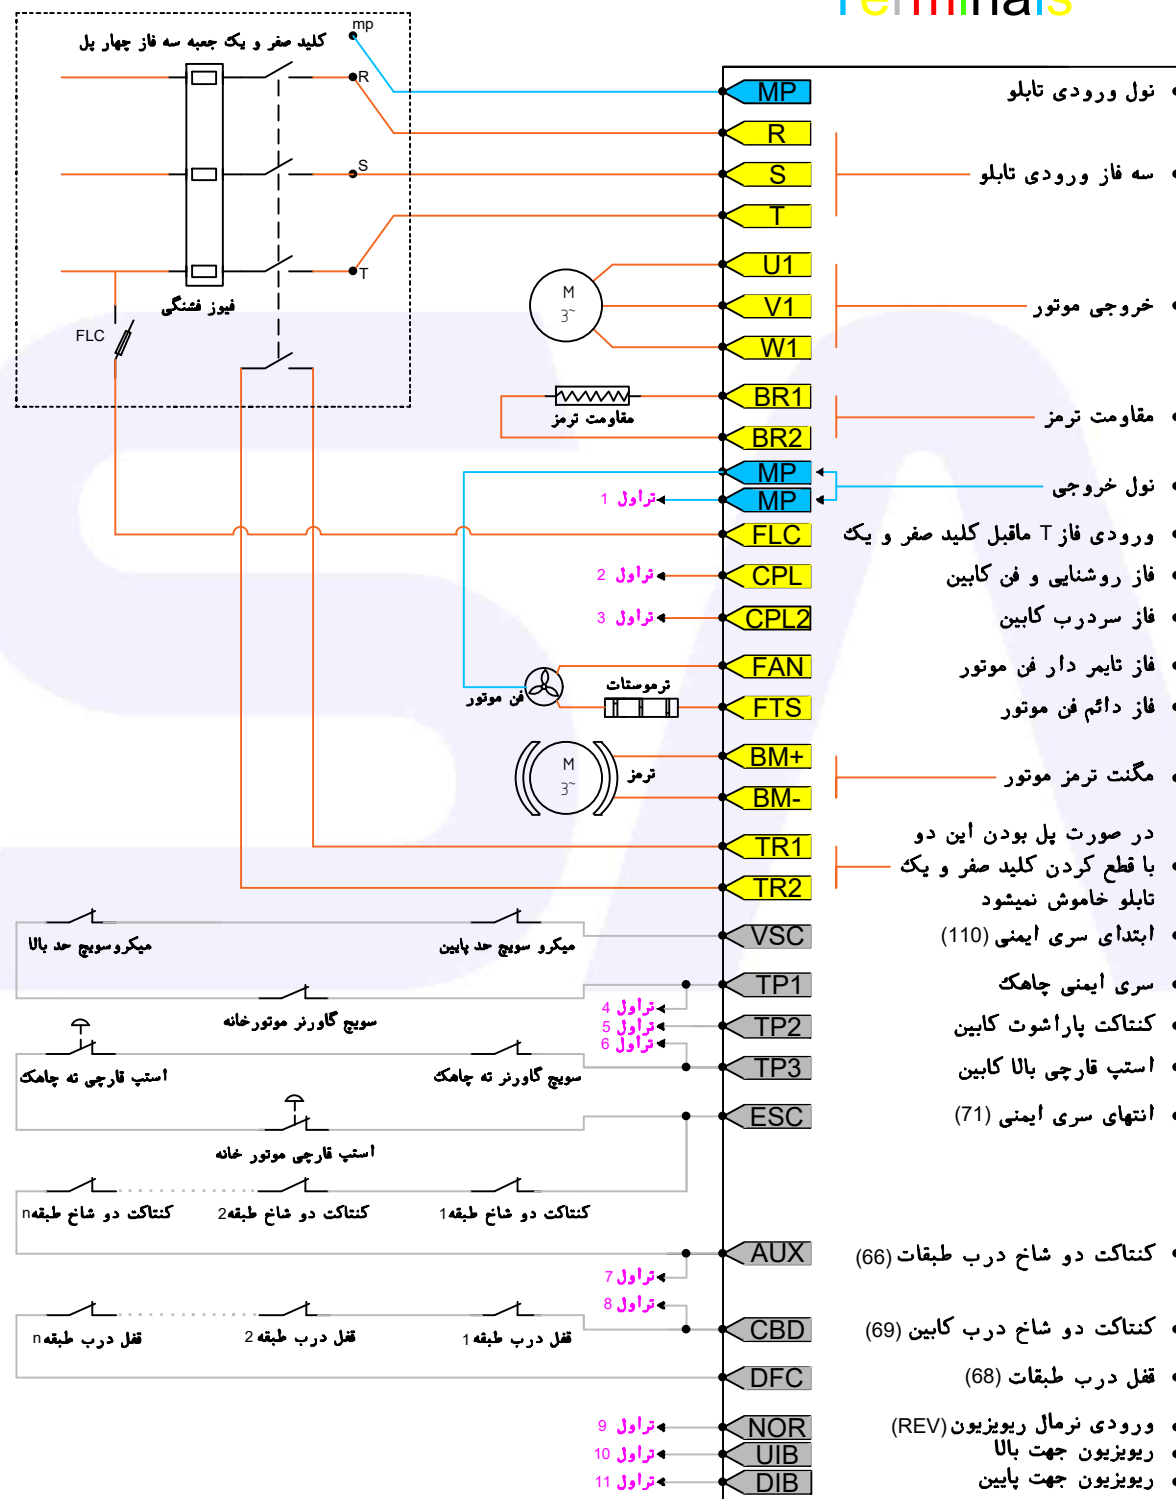 Terminals
کلید صفر و یک جعبه سه فاز چهار پل
mp
R
S
T
فیوز فشنگی
FLC
MP
نول ورودی تابلو
R
S
سه فاز ورودی تابلو
T
M
3~
U1
V1
خروجی موتور
W1
مقاومت ترمز
BR1
مقاومت ترمز
BR2
MP
نول خروجی
تراول 1
MP
FLC
ورودی فاز T ماقبل کلید صفر و یک
تراول 2
CPL
فاز روشنایی و فن کابین
تراول 3
CPL2
فاز سردرب کابین
FAN
فاز تایمر دار فن موتور
فن موتور
ترموستات
FTS
فاز دائم فن موتور
M
3~
ترمز
BM+
مگنت ترمز موتور
BM-
TR1
TR2
در صورت پل بودن این دو
با قطع کردن کلید صفر و یک
تابلو خاموش نمیشود
میکروسویچ حد بالا
میکرو سویچ حد پایین
VSC
ابتدای سری ایمنی (110)
سویچ گاورنر موتورخانه
TP1
سری ایمنی چاهک
تراول 4
تراول 5
TP2
کنتاکت پاراشوت کابین
تراول 6
استپ قارچی ته چاهک
سویچ گاورنر ته چاهک
TP3
استپ قارچی بالا کابین
استپ قارچی موتور خانه
ESC
انتهای سری ایمنی (71)
کنتاکت دو شاخ طبقه n
کنتاکت دو شاخ طبقه 2
کنتاکت دو شاخ طبقه 1
AUX
کنتاکت دو شاخ درب طبقات (66)
تراول 7
تراول 8
قفل درب طبقه n
قفل درب طبقه 2
قفل درب طبقه 1
CBD
کنتاکت دو شاخ درب کابین (69)
DFC
قفل درب طبقات (68)
تراول 9
NOR
ورودی نرمال ریویزیون (REV)
تراول 10
UIB
ریویزیون جهت بالا
تراول 11
DIB
ریویزیون جهت پایین